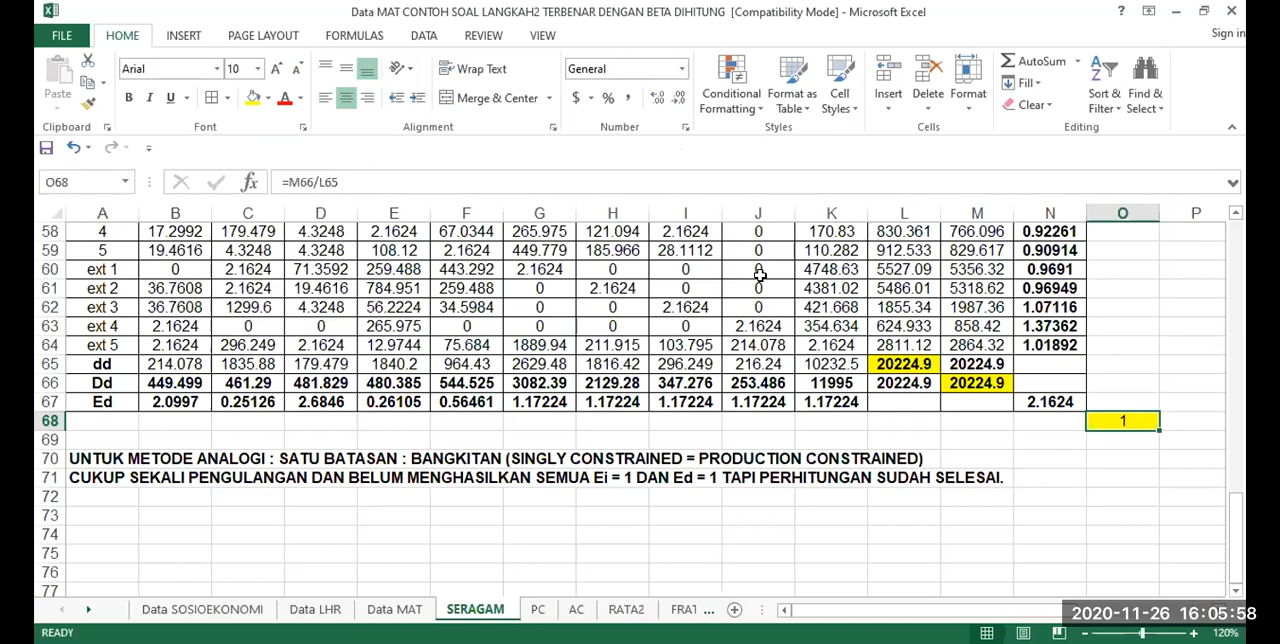 Data MAT CONTOH SOAL LANGKAH2 TERBENAR DENGAN BETA DIHITUNG [Compatibility Mode] - Microsoft Excel
FILE HOME INSERT PAGE LAYOUT FORMULAS DATA REVIEW VIEW Sign in
Paste Arial 10 Wrap Text General Conditional Formatting Format as Table Cell Styles Insert Delete Format AutoSum Fill Clear Sort & Filter Find & Select
B I U A Merge & Center $ % ,
Clipboard Font Alignment Number Styles Cells Editing
O68 fx =M66/L65
A B C D E F G H I J K L M N O P
58 4 17.2992 179.479 4.3248 2.1624 67.0344 265.975 121.094 2.1624 0 170.83 830.361 766.096 0.92261
59 5 19.4616 4.3248 4.3248 108.12 2.1624 449.779 185.966 28.1112 0 110.282 912.533 829.617 0.90914
60 ext 1 0 2.1624 71.3592 259.488 443.292 2.1624 0 0 0 4748.63 5527.09 5356.32 0.9691
61 ext 2 36.7608 2.1624 19.4616 784.951 259.488 0 2.1624 0 0 4381.02 5486.01 5318.62 0.96949
62 ext 3 36.7608 1299.6 4.3248 56.2224 34.5984 0 0 2.1624 0 421.668 1855.34 1987.36 1.07116
63 ext 4 2.1624 0 0 265.975 0 0 0 0 2.1624 354.634 624.933 858.42 1.37362
64 ext 5 2.1624 296.249 2.1624 12.9744 75.684 1889.94 211.915 103.795 214.078 2.1624 2811.12 2864.32 1.01892
65 dd 214.078 1835.88 179.479 1840.2 964.43 2629.48 1816.42 296.249 216.24 10232.5 20224.9 20224.9
66 Dd 449.499 461.29 481.829 480.385 544.525 3082.39 2129.28 347.276 253.486 11995 20224.9 20224.9
67 Ed 2.0997 0.25126 2.6846 0.26105 0.56461 1.17224 1.17224 1.17224 1.17224 1.17224 2.1624
68 1
69
70 UNTUK METODE ANALOGI : SATU BATASAN : BANGKITAN (SINGLY CONSTRAINED = PRODUCTION CONSTRAINED)
71 CUKUP SEKALI PENGULANGAN DAN BELUM MENGHASILKAN SEMUA Ei = 1 DAN Ed = 1 TAPI PERHITUNGAN SUDAH SELESAI.
72
73
74
75
76
77
Data SOSIOEKONOMI Data LHR Data MAT SERAGAM PC AC RATA2 FRAT ...
2020-11-26 16:05:58
READY 120%